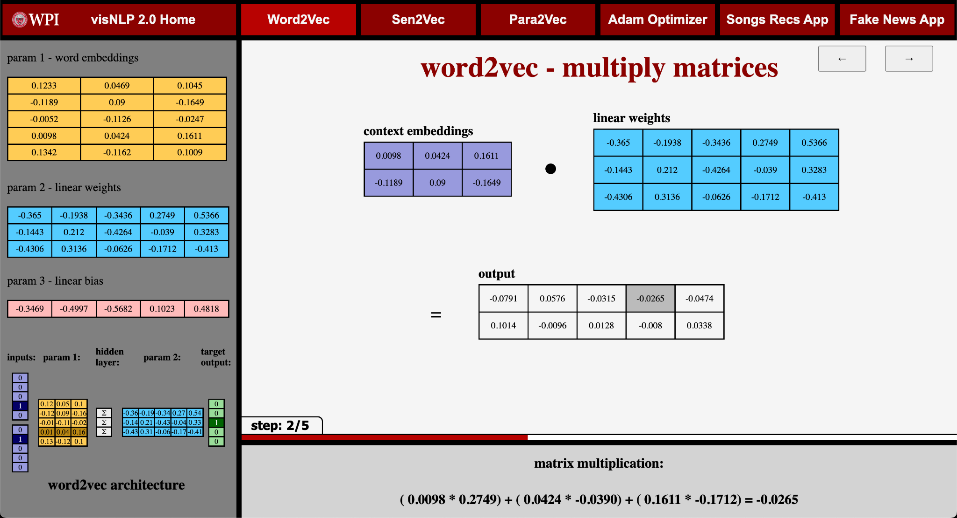 WPI visNLP 2.0 Home Word2Vec Sen2Vec Para2Vec Adam Optimizer Songs Recs App Fake News App
param 1 - word embeddings
0.1233 0.0469 0.1045
-0.1189 0.09 -0.1649
-0.0052 -0.1126 -0.0247
0.0098 0.0424 0.1611
0.1342 -0.1162 0.1009
param 2 - linear weights
-0.365 -0.1938 -0.3436 0.2749 0.5366
-0.1443 0.212 -0.4264 -0.039 0.3283
-0.4306 0.3136 -0.0626 -0.1712 -0.413
param 3 - linear bias
-0.3469 -0.4997 -0.5682 0.1023 0.4818
inputs: param 1: hidden layer: param 2: target output:
0
0
0
1
0
0
1
0
0
0
0.12 0.05 0.1
-0.12 0.09 -0.16
-0.01 -0.11 -0.02
0.01 0.04 0.16
0.13 -0.12 0.1
Σ
Σ
Σ
-0.36 -0.19 -0.34 0.27 0.54
-0.14 0.21 -0.43 -0.04 0.33
-0.43 0.31 -0.06 -0.17 -0.41
0
0
1
0
0
word2vec architecture
word2vec - multiply matrices
← →
context embeddings
0.0098 0.0424 0.1611
-0.1189 0.09 -0.1649
linear weights
-0.365 -0.1938 -0.3436 0.2749 0.5366
-0.1443 0.212 -0.4264 -0.039 0.3283
-0.4306 0.3136 -0.0626 -0.1712 -0.413
=
output
-0.0791 0.0576 -0.0315 -0.0265 -0.0474
0.1014 -0.0096 0.0128 -0.008 0.0338
step: 2/5
matrix multiplication:
( 0.0098 * 0.2749) + ( 0.0424 * -0.0390) + ( 0.1611 * -0.1712) = -0.0265